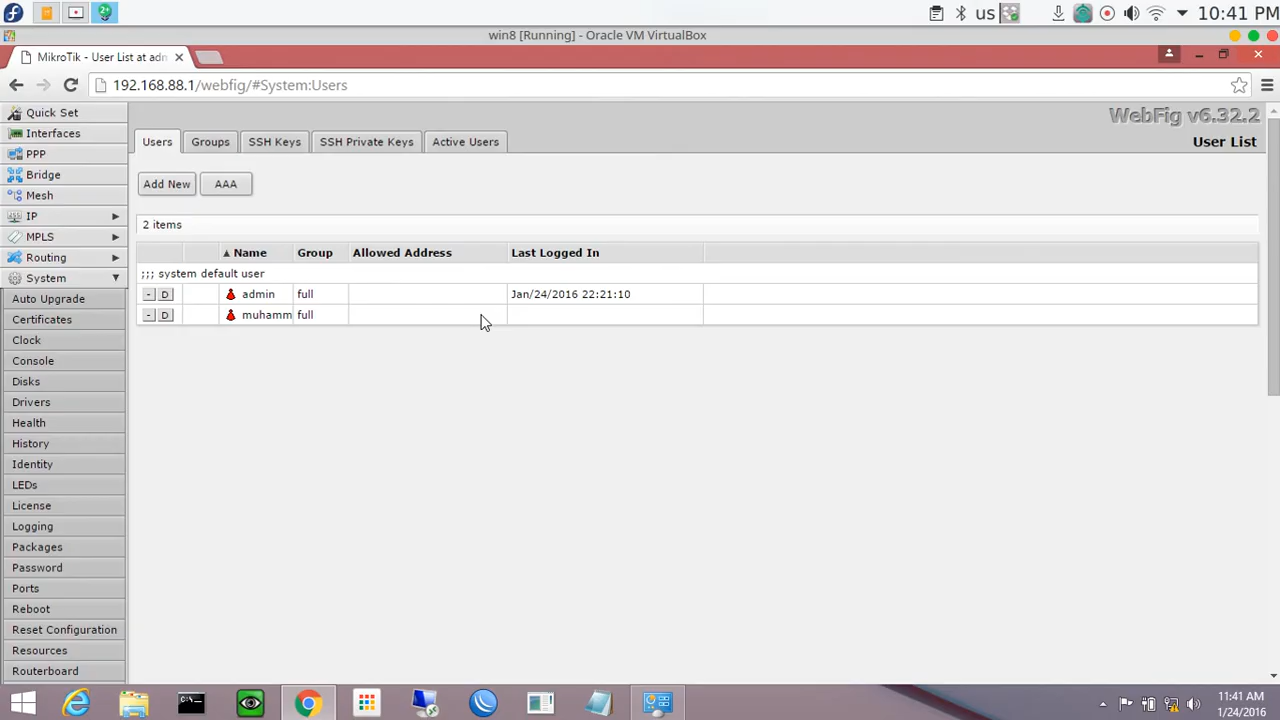 us
10:41 PM
win8 [Running] - Oracle VM VirtualBox
MikroTik - User List at adn
192.168.88.1/webfig/#System:Users
WebFig v6.32.2
User List
Quick Set
Interfaces
PPP
Bridge
Mesh
IP
MPLS
Routing
System
Auto Upgrade
Certificates
Clock
Console
Disks
Drivers
Health
History
Identity
LEDs
License
Logging
Packages
Password
Ports
Reboot
Reset Configuration
Resources
Routerboard
Users Groups SSH Keys SSH Private Keys Active Users
Add New AAA
2 items
▲ Name Group Allowed Address Last Logged In
;;; system default user
- D admin full Jan/24/2016 22:21:10
- D muhamm full
11:41 AM
1/24/2016